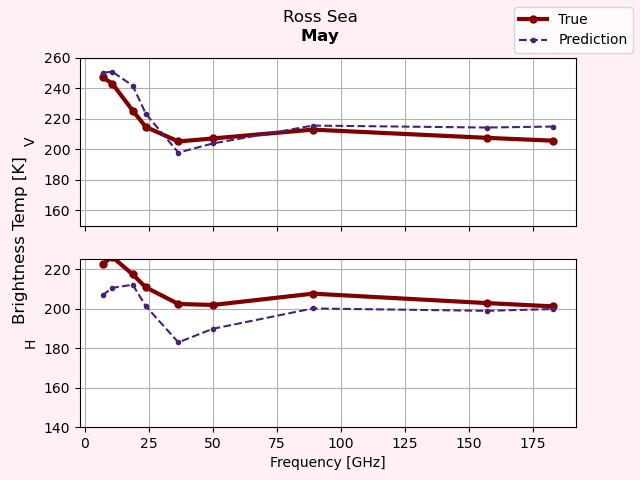 Ross Sea
May
True
Prediction
260
240
220
200
180
160
V
Brightness Temp [K]
220
200
180
160
140
H
0 25 50 75 100 125 150 175
Frequency [GHz]